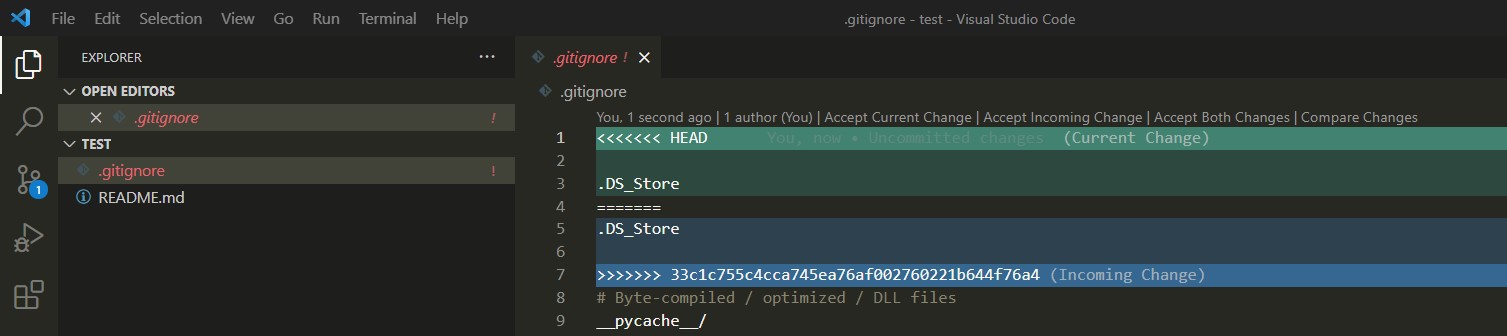 File Edit Selection View Go Run Terminal Help .gitignore - test - Visual Studio Code
EXPLORER ···
.gitignore !
OPEN EDITORS
.gitignore !
TEST
.gitignore !
README.md
1
.gitignore
You, 1 second ago | 1 author (You) | Accept Current Change | Accept Incoming Change | Accept Both Changes | Compare Changes
1 <<<<<<< HEAD You, now • Uncommitted changes (Current Change)
2
3 .DS_Store
4 =======
5 .DS_Store
6
7 >>>>>>> 33c1c755c4cca745ea76af002760221b644f76a4 (Incoming Change)
8 # Byte-compiled / optimized / DLL files
9 __pycache__/